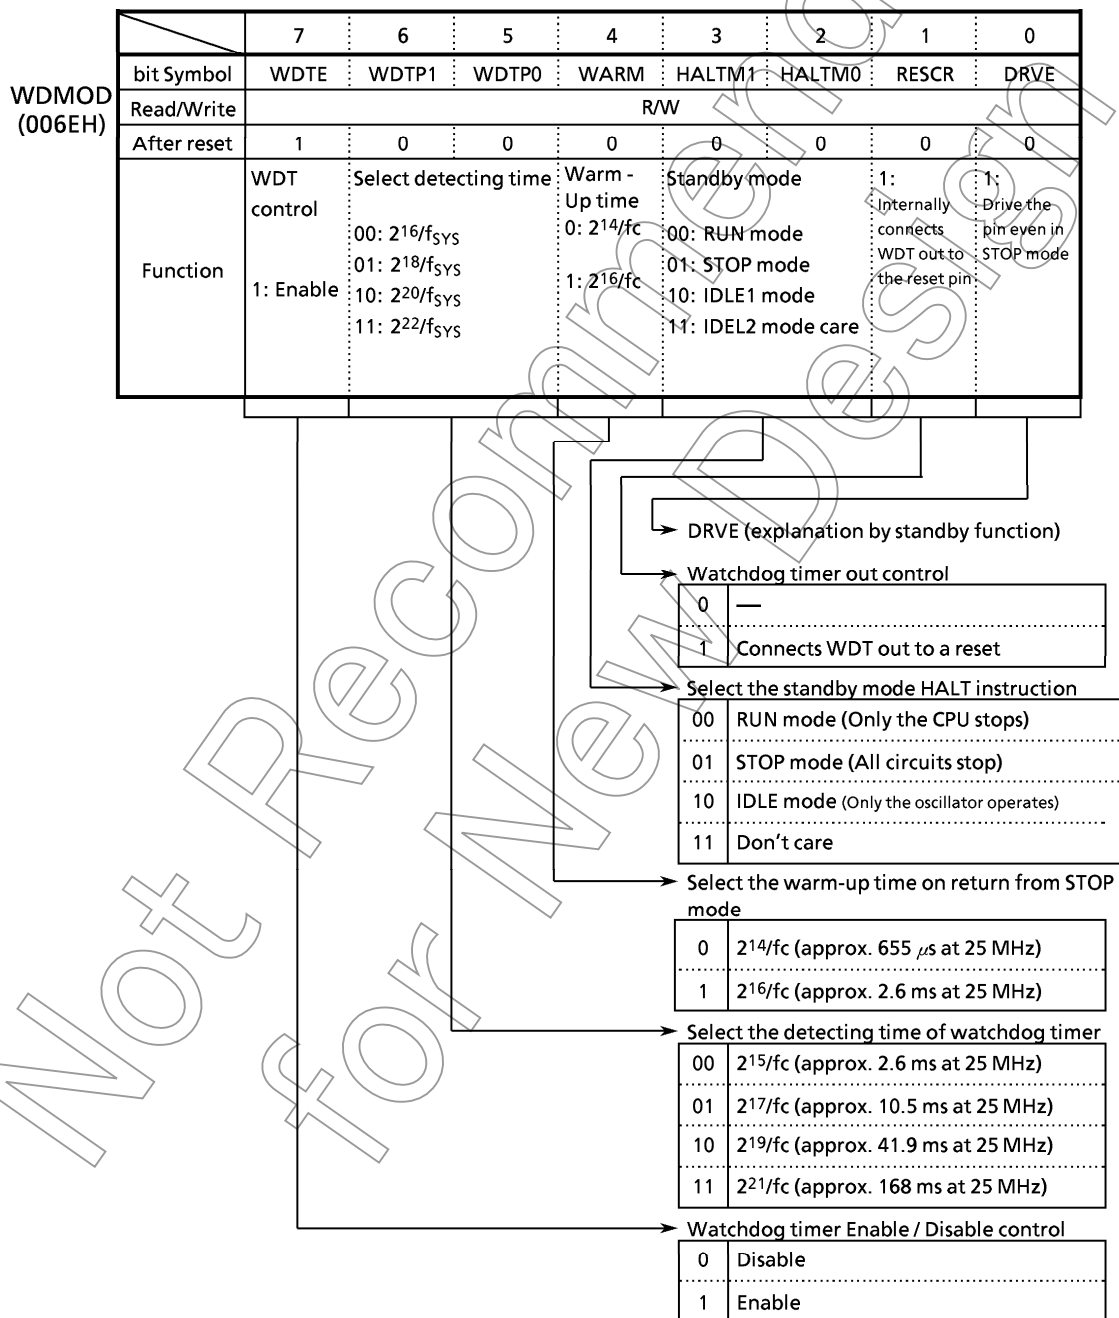 7 6 5 4 3 2 1 0
bit Symbol WDTE WDTP1 WDTP0 WARM HALTM1 HALTM0 RESCR DRVE
WDMOD
(006EH)
Read/Write R/W
After reset 1 0 0 0 0 0 0 0
Function
WDT
control
1: Enable
Select detecting time
00: 2¹⁶/fSYS
01: 2¹⁸/fSYS
10: 2²⁰/fSYS
11: 2²²/fSYS
Warm -
Up time
0: 2¹⁴/fc
1: 2¹⁶/fc
Standby mode
00: RUN mode
01: STOP mode
10: IDLE1 mode
11: IDEL2 mode care
1:
Internally
connects
WDT out to
the reset pin
1:
Drive the
pin even in
STOP mode
DRVE (explanation by standby function)
Watchdog timer out control
0 —
1 Connects WDT out to a reset
Select the standby mode HALT instruction
00 RUN mode (Only the CPU stops)
01 STOP mode (All circuits stop)
10 IDLE mode (Only the oscillator operates)
11 Don't care
Select the warm-up time on return from STOP
mode
0 2¹⁴/fc (approx. 655 μs at 25 MHz)
1 2¹⁶/fc (approx. 2.6 ms at 25 MHz)
Select the detecting time of watchdog timer
00 2¹⁵/fc (approx. 2.6 ms at 25 MHz)
01 2¹⁷/fc (approx. 10.5 ms at 25 MHz)
10 2¹⁹/fc (approx. 41.9 ms at 25 MHz)
11 2²¹/fc (approx. 168 ms at 25 MHz)
Watchdog timer Enable / Disable control
0 Disable
1 Enable
Not Recommend
for New Design